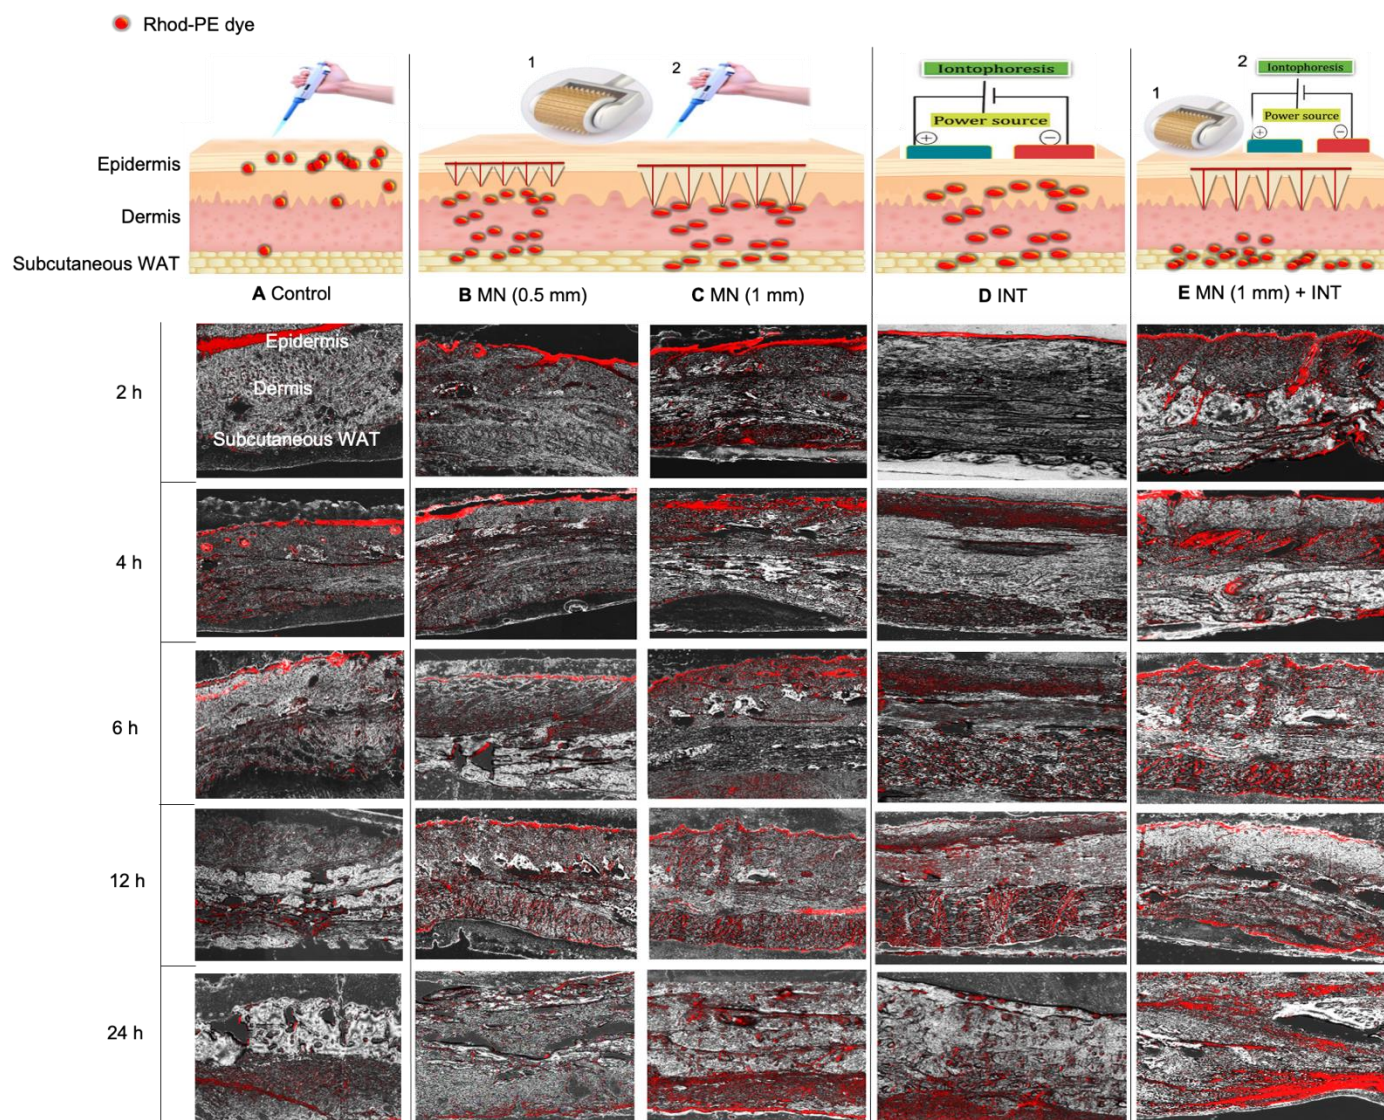 Rhod-PE dye
1
2
Iontophoresis
Power source
+
−
1
2
Iontophoresis
Power source
+
−
Epidermis
Dermis
Subcutaneous WAT
A Control
B MN (0.5 mm)
C MN (1 mm)
D INT
E MN (1 mm) + INT
2 h
Epidermis
Dermis
Subcutaneous WAT
4 h
6 h
12 h
24 h